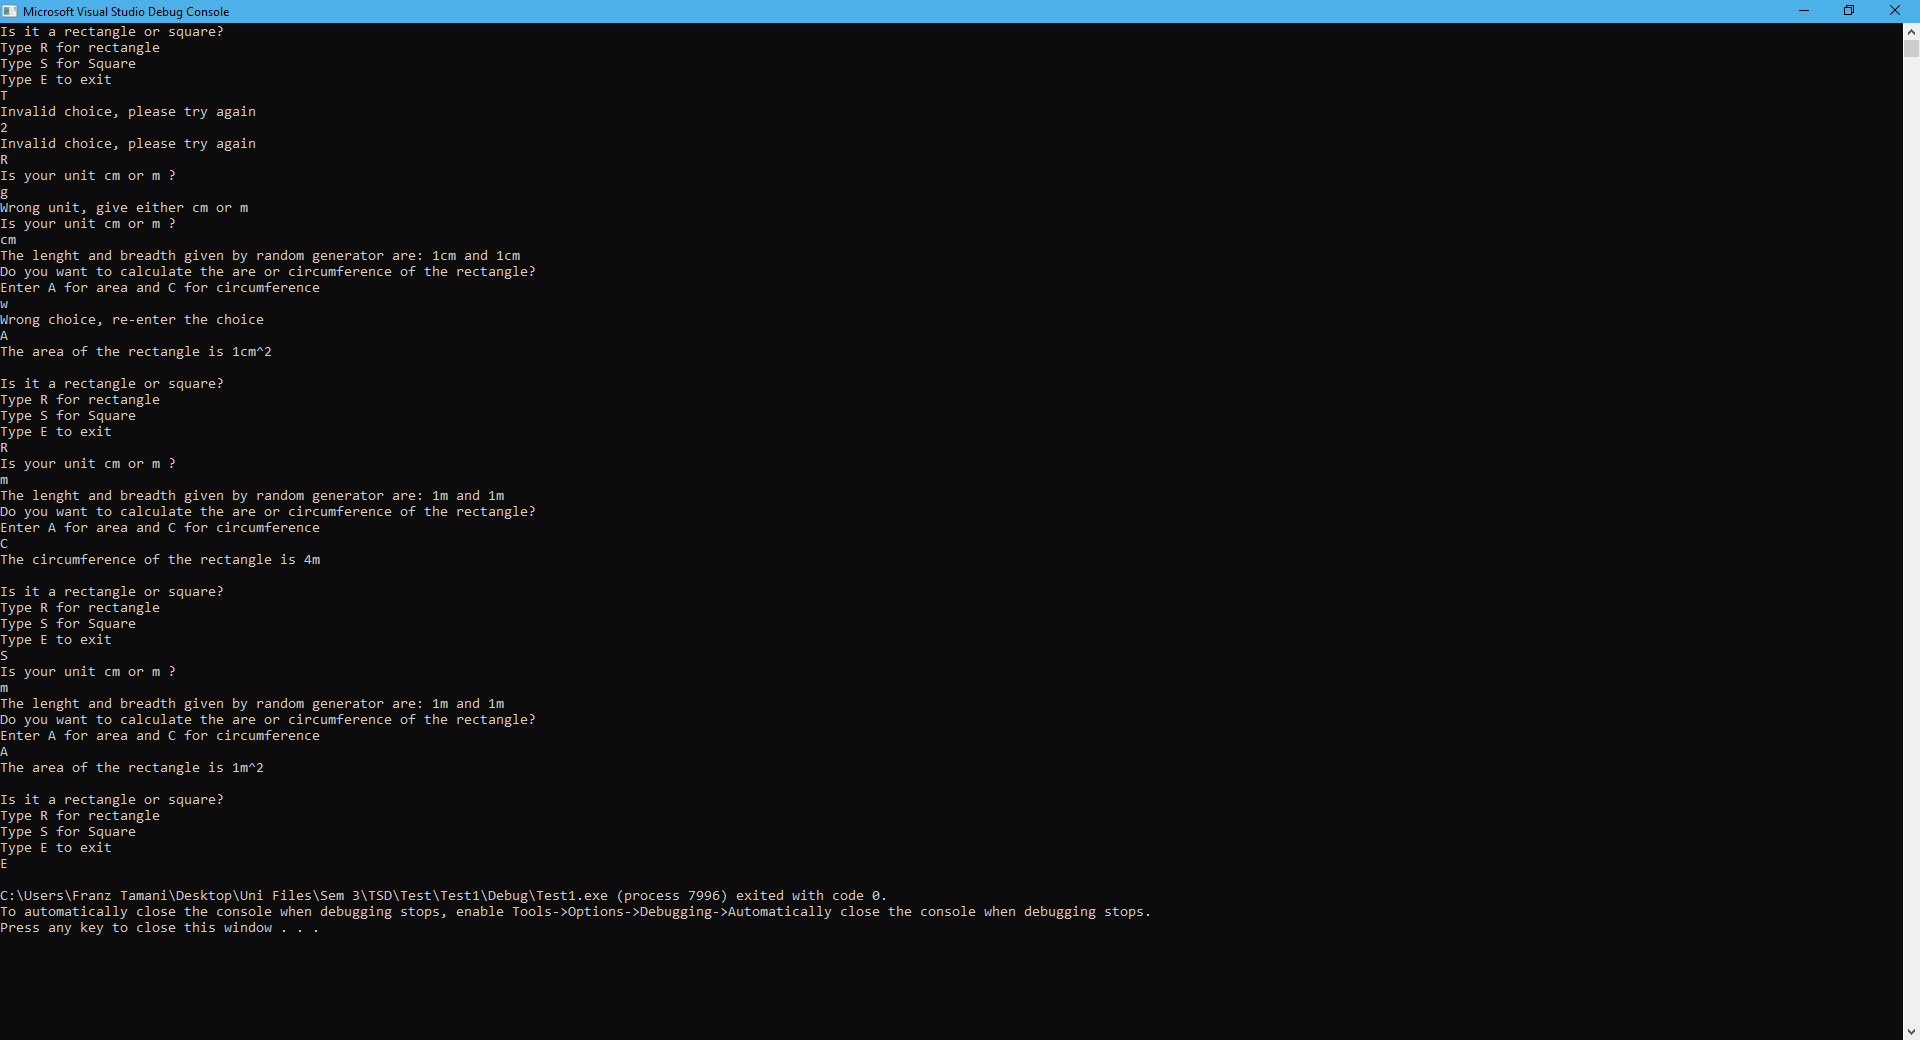 Microsoft Visual Studio Debug Console
Is it a rectangle or square?
Type R for rectangle
Type S for Square
Type E to exit
T
Invalid choice, please try again
2
Invalid choice, please try again
R
Is your unit cm or m ?
g
Wrong unit, give either cm or m
Is your unit cm or m ?
cm
The lenght and breadth given by random generator are: 1cm and 1cm
Do you want to calculate the are or circumference of the rectangle?
Enter A for area and C for circumference
w
Wrong choice, re-enter the choice
A
The area of the rectangle is 1cm^2
Is it a rectangle or square?
Type R for rectangle
Type S for Square
Type E to exit
R
Is your unit cm or m ?
m
The lenght and breadth given by random generator are: 1m and 1m
Do you want to calculate the are or circumference of the rectangle?
Enter A for area and C for circumference
C
The circumference of the rectangle is 4m
Is it a rectangle or square?
Type R for rectangle
Type S for Square
Type E to exit
S
Is your unit cm or m ?
m
The lenght and breadth given by random generator are: 1m and 1m
Do you want to calculate the are or circumference of the rectangle?
Enter A for area and C for circumference
A
The area of the rectangle is 1m^2
Is it a rectangle or square?
Type R for rectangle
Type S for Square
Type E to exit
E
C:\Users\Franz Tamani\Desktop\Uni Files\Sem 3\TSD\Test\Test1\Debug\Test1.exe (process 7996) exited with code 0.
To automatically close the console when debugging stops, enable Tools->Options->Debugging->Automatically close the console when debugging stops.
Press any key to close this window . . .